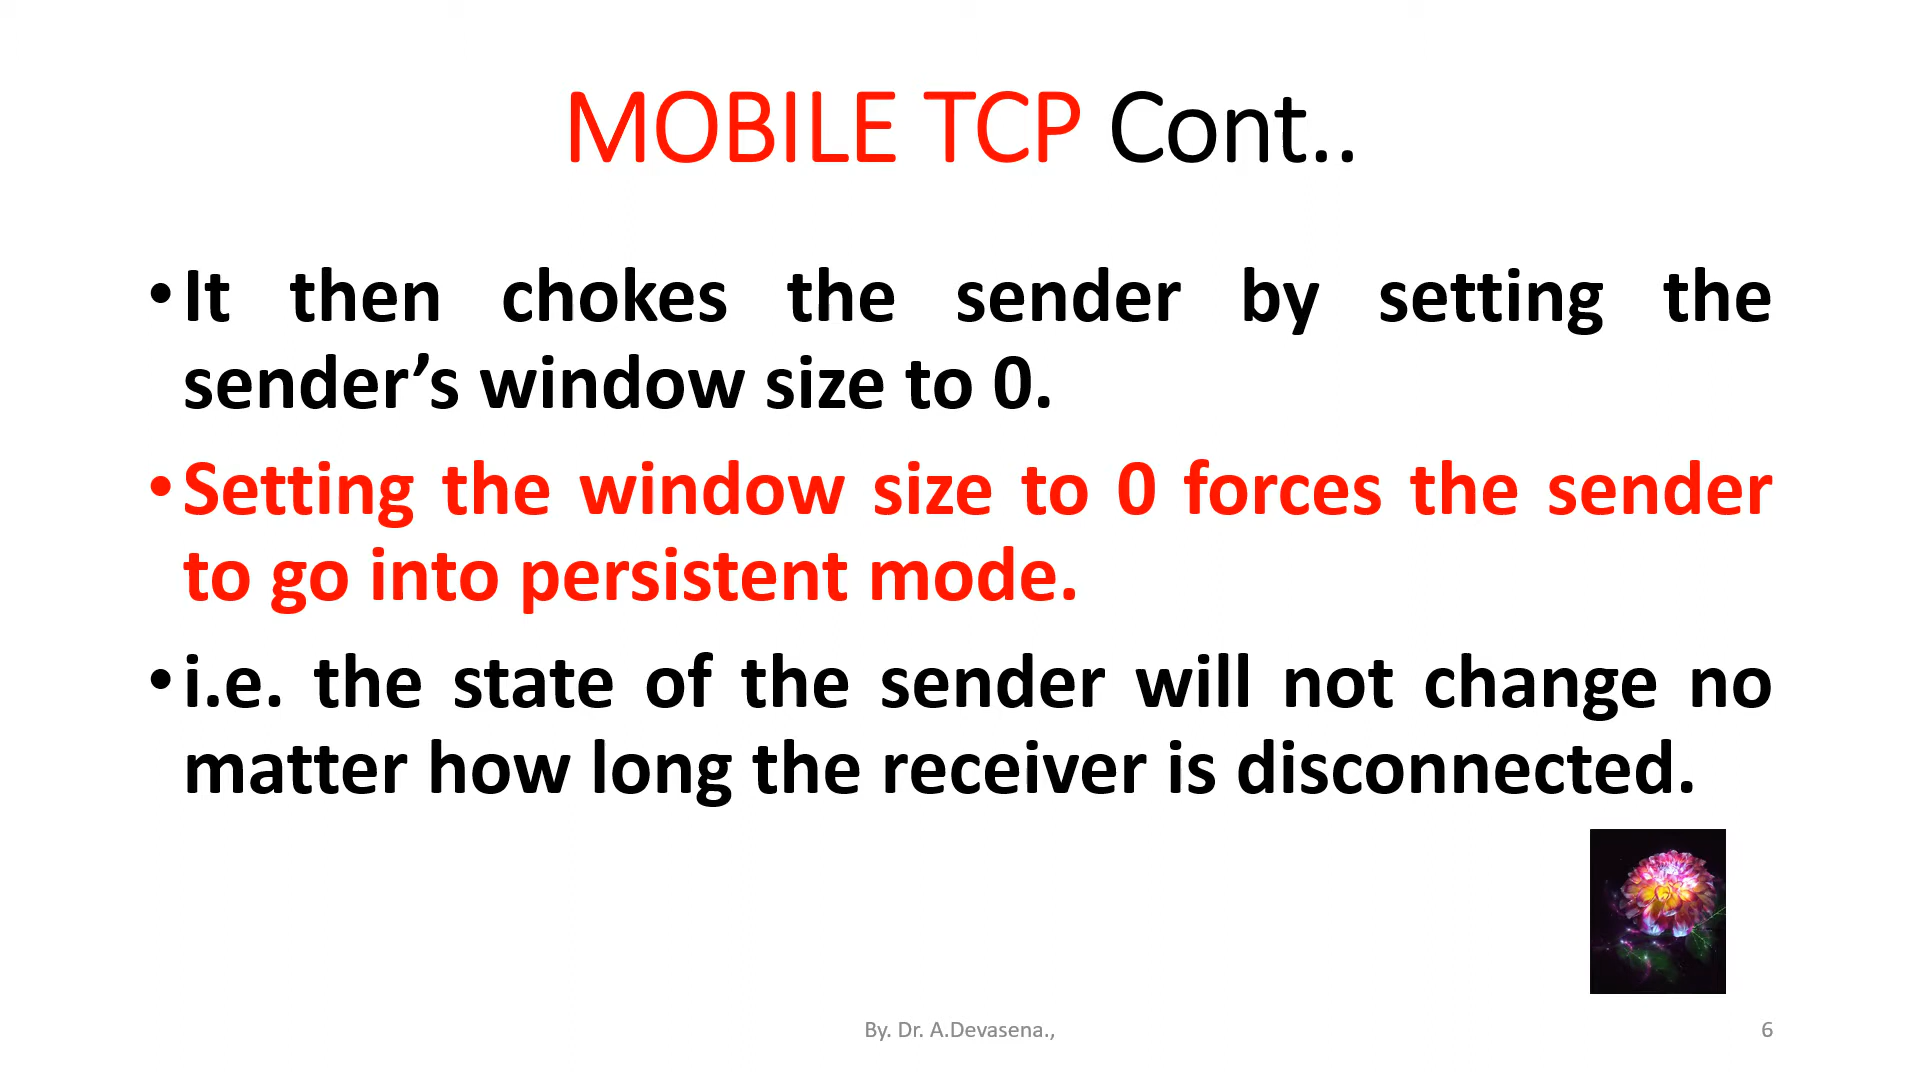 MOBILE TCP Cont..
•It then chokes the sender by setting the
sender’s window size to 0.
•Setting the window size to 0 forces the sender
to go into persistent mode.
•i.e. the state of the sender will not change no
matter how long the receiver is disconnected.
By. Dr. A.Devasena.,
6